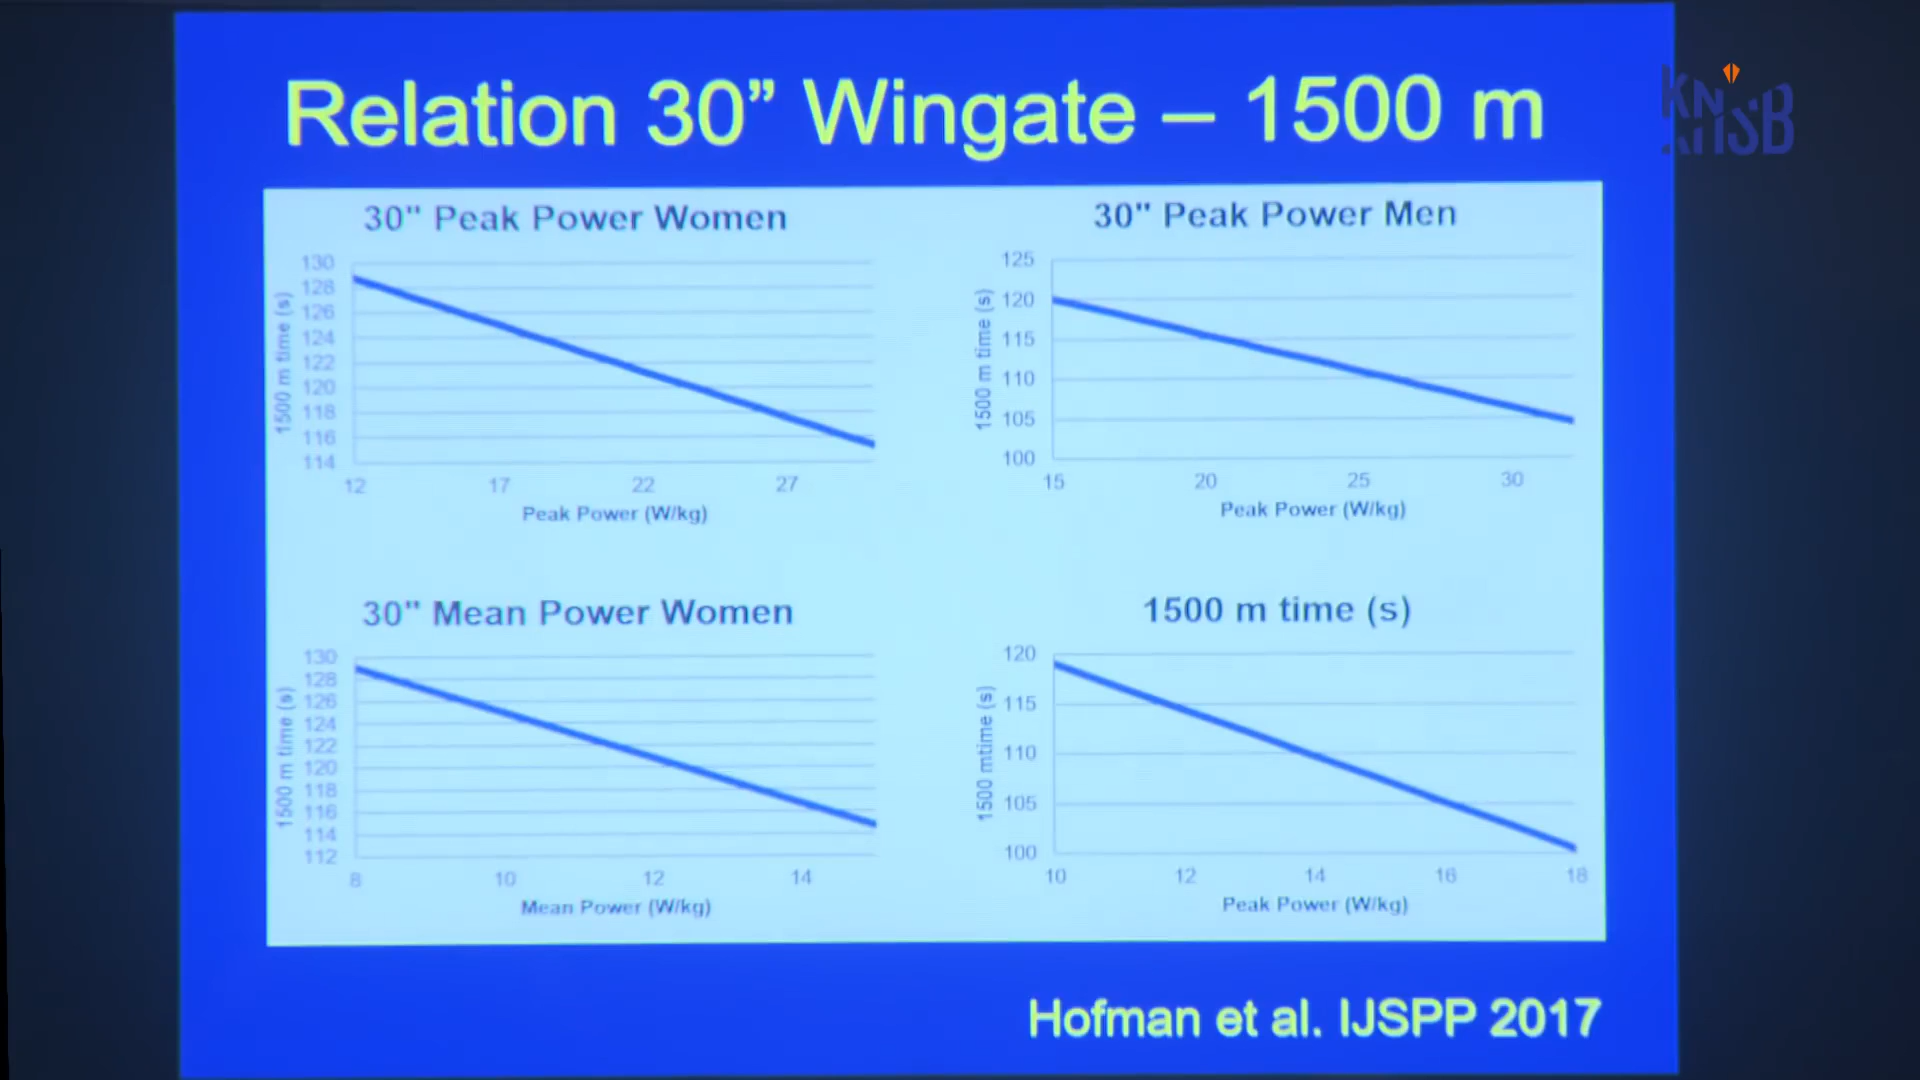 Relation 30” Wingate – 1500 m
KNSB
30" Peak Power Women
130
128
126
124
122
120
118
116
114
1500 m time (s)
12 17 22 27
Peak Power (W/kg)
30" Peak Power Men
125
120
115
110
105
100
1500 m time (s)
15 20 25 30
Peak Power (W/kg)
30" Mean Power Women
130
128
126
124
122
120
118
116
114
112
1500 m time (s)
8 10 12 14
Mean Power (W/kg)
1500 m time (s)
120
115
110
105
100
1500 mtime (s)
10 12 14 16 18
Peak Power (W/kg)
Hofman et al. IJSPP 2017